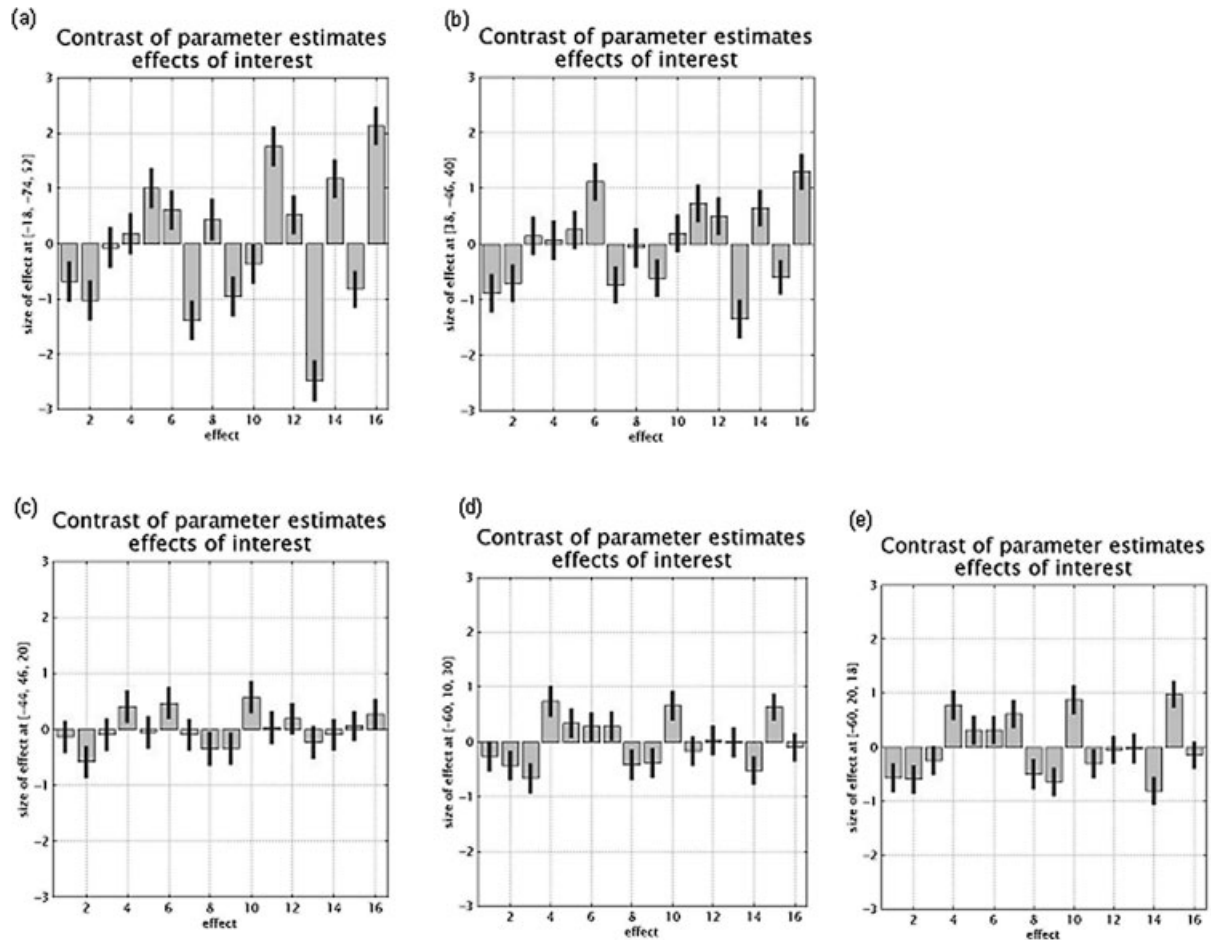 (a)
Contrast of parameter estimates
effects of interest
size of effect at [-18, -74, 52]
3
2
1
0
-1
-2
-3
2 4 6 8 10 12 14 16
effect
(b)
Contrast of parameter estimates
effects of interest
size of effect at [38, -46, 40]
3
2
1
0
-1
-2
-3
2 4 6 8 10 12 14 16
effect
(c)
Contrast of parameter estimates
effects of interest
size of effect at [-44, 46, 20]
3
2
1
0
-1
-2
-3
2 4 6 8 10 12 14 16
effect
(d)
Contrast of parameter estimates
effects of interest
size of effect at [-60, 10, 30]
3
2
1
0
-1
-2
-3
2 4 6 8 10 12 14 16
effect
(e)
Contrast of parameter estimates
effects of interest
size of effect at [-60, 20, 18]
3
2
1
0
-1
-2
-3
2 4 6 8 10 12 14 16
effect